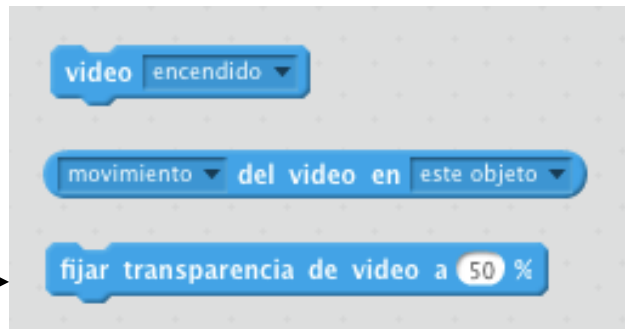 video encendido
movimiento del video en este objeto
fijar transparencia de video a 50 %